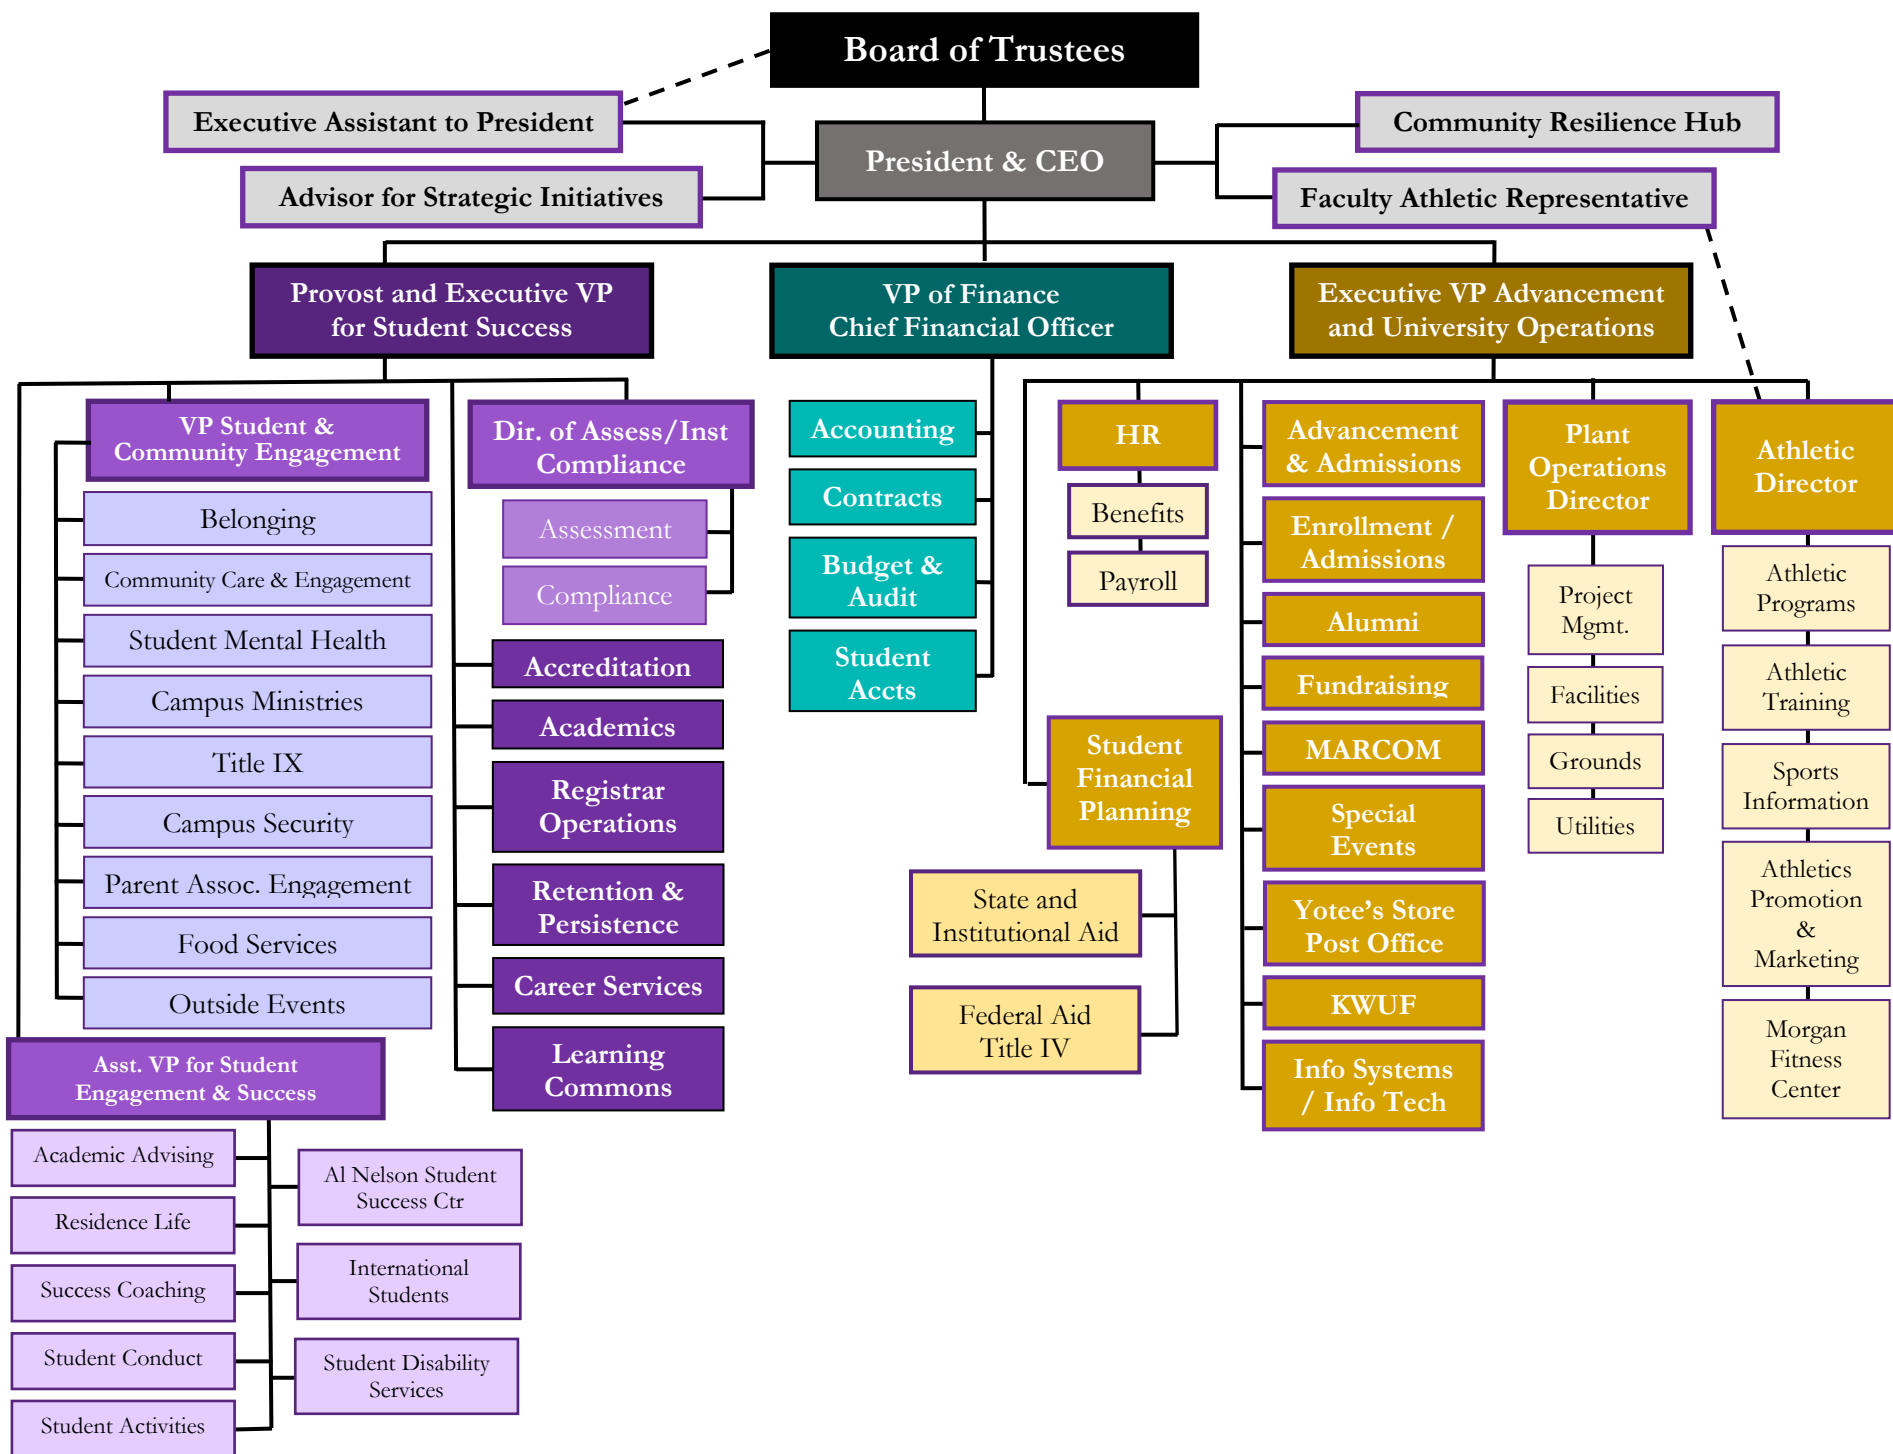 Board of Trustees
Executive Assistant to President
Community Resilience Hub
President & CEO
Advisor for Strategic Initiatives
Faculty Athletic Representative
Provost and Executive VP
for Student Success
VP of Finance
Chief Financial Officer
Executive VP Advancement
and University Operations
VP Student &
Community Engagement
Belonging
Community Care & Engagement
Student Mental Health
Campus Ministries
Title IX
Campus Security
Parent Assoc. Engagement
Food Services
Outside Events
Asst. VP for Student
Engagement & Success
Academic Advising
Residence Life
Success Coaching
Student Conduct
Student Activities
Al Nelson Student
Success Ctr
International
Students
Student Disability
Services
Dir. of Assess/Inst
Compliance
Assessment
Compliance
Accreditation
Academics
Registrar
Operations
Retention &
Persistence
Career Services
Learning
Commons
Accounting
Contracts
Budget &
Audit
Student
Accts
HR
Benefits
Payroll
Student
Financial
Planning
State and
Institutional Aid
Federal Aid
Title IV
Advancement
& Admissions
Enrollment /
Admissions
Alumni
Fundraising
MARCOM
Special
Events
Yotee’s Store
Post Office
KWUF
Info Systems
/ Info Tech
Plant
Operations
Director
Project
Mgmt.
Facilities
Grounds
Utilities
Athletic
Director
Athletic
Programs
Athletic
Training
Sports
Information
Athletics
Promotion
&
Marketing
Morgan
Fitness
Center